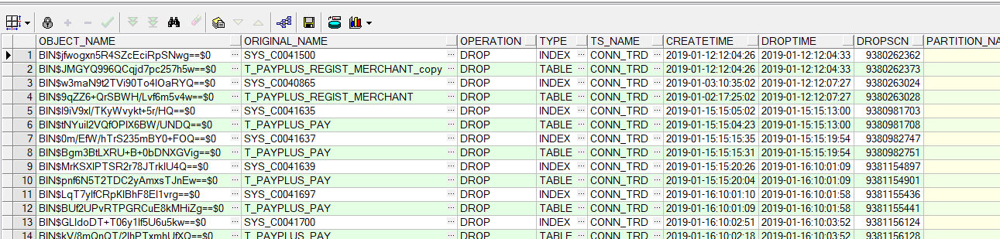 OBJECT_NAME ORIGINAL_NAME OPERATION TYPE TS_NAME CREATETIME DROPTIME DROPSCN PARTITION_NA
1 BIN$jfwogxn5R4SZcEciRpSNwg==$0 ... SYS_C0041500 ... DROP INDEX ... CONN_TRD ... 2019-01-12:12:04:26 2019-01-12:12:04:33 9380262362
2 BIN$JMGYQ996QCqjd7pc257h5w==$0 ... T_PAYPLUS_REGIST_MERCHANT_copy ... DROP TABLE ... CONN_TRD ... 2019-01-12:12:04:26 2019-01-12:12:04:33 9380262373
3 BIN$w3maN9t2TVi90To4lOaRYQ==$0 ... SYS_C0040865 ... DROP INDEX ... CONN_TRD ... 2019-01-03:10:35:02 2019-01-12:12:07:27 9380263024
4 BIN$9qZZ6+QrSBWH/Lvf6m5v4w==$0 ... T_PAYPLUS_REGIST_MERCHANT ... DROP TABLE ... CONN_TRD ... 2019-01-02:17:25:02 2019-01-12:12:07:27 9380263028
5 BIN$l9iV9xl/TKyWvykt+5r/HQ==$0 ... SYS_C0041635 ... DROP INDEX ... CONN_TRD ... 2019-01-15:15:05:02 2019-01-15:15:13:00 9380981703
6 BIN$tNYuil2VQfOPlX6BW/UNDQ==$0 ... T_PAYPLUS_PAY ... DROP TABLE ... CONN_TRD ... 2019-01-15:15:04:23 2019-01-15:15:13:00 9380981708
7 BIN$0m/EfW/hTrS235mBY0+FOQ==$0 ... SYS_C0041637 ... DROP INDEX ... CONN_TRD ... 2019-01-15:15:15:35 2019-01-15:15:19:54 9380982747
8 BIN$Bgm3BtLXRU+B+0bDNXGVig==$0 ... T_PAYPLUS_PAY ... DROP TABLE ... CONN_TRD ... 2019-01-15:15:15:31 2019-01-15:15:19:54 9380982751
9 BIN$MrKSXlPTSR2r78JTrklU4Q==$0 ... SYS_C0041639 ... DROP INDEX ... CONN_TRD ... 2019-01-15:15:20:26 2019-01-16:10:01:09 9381154897
10 BIN$pnf6N5T2TDC2yAmxsTJnEw==$0 ... T_PAYPLUS_PAY ... DROP TABLE ... CONN_TRD ... 2019-01-15:15:20:04 2019-01-16:10:01:09 9381154901
11 BIN$LqT7ylfCRpKlBhF8El1vrg==$0 ... SYS_C0041697 ... DROP INDEX ... CONN_TRD ... 2019-01-16:10:01:10 2019-01-16:10:01:58 9381155436
12 BIN$BUf2UPvRTPGRCuE8kMHiZg==$0 ... T_PAYPLUS_PAY ... DROP TABLE ... CONN_TRD ... 2019-01-16:10:01:09 2019-01-16:10:01:58 9381155441
13 BIN$GLIdoDT+T06y1If5U6u5kw==$0 ... SYS_C0041700 ... DROP INDEX ... CONN_TRD ... 2019-01-16:10:02:51 2019-01-16:10:03:52 9381156124
14 BIN$kV/8mQnQT/2lhPTxmhUfXQ==$0 ... T_PAYPLUS_PAY ... DROP TABLE ... CONN_TRD ... 2019-01-16:10:02:18 2019-01-16:10:03:52 9381156128